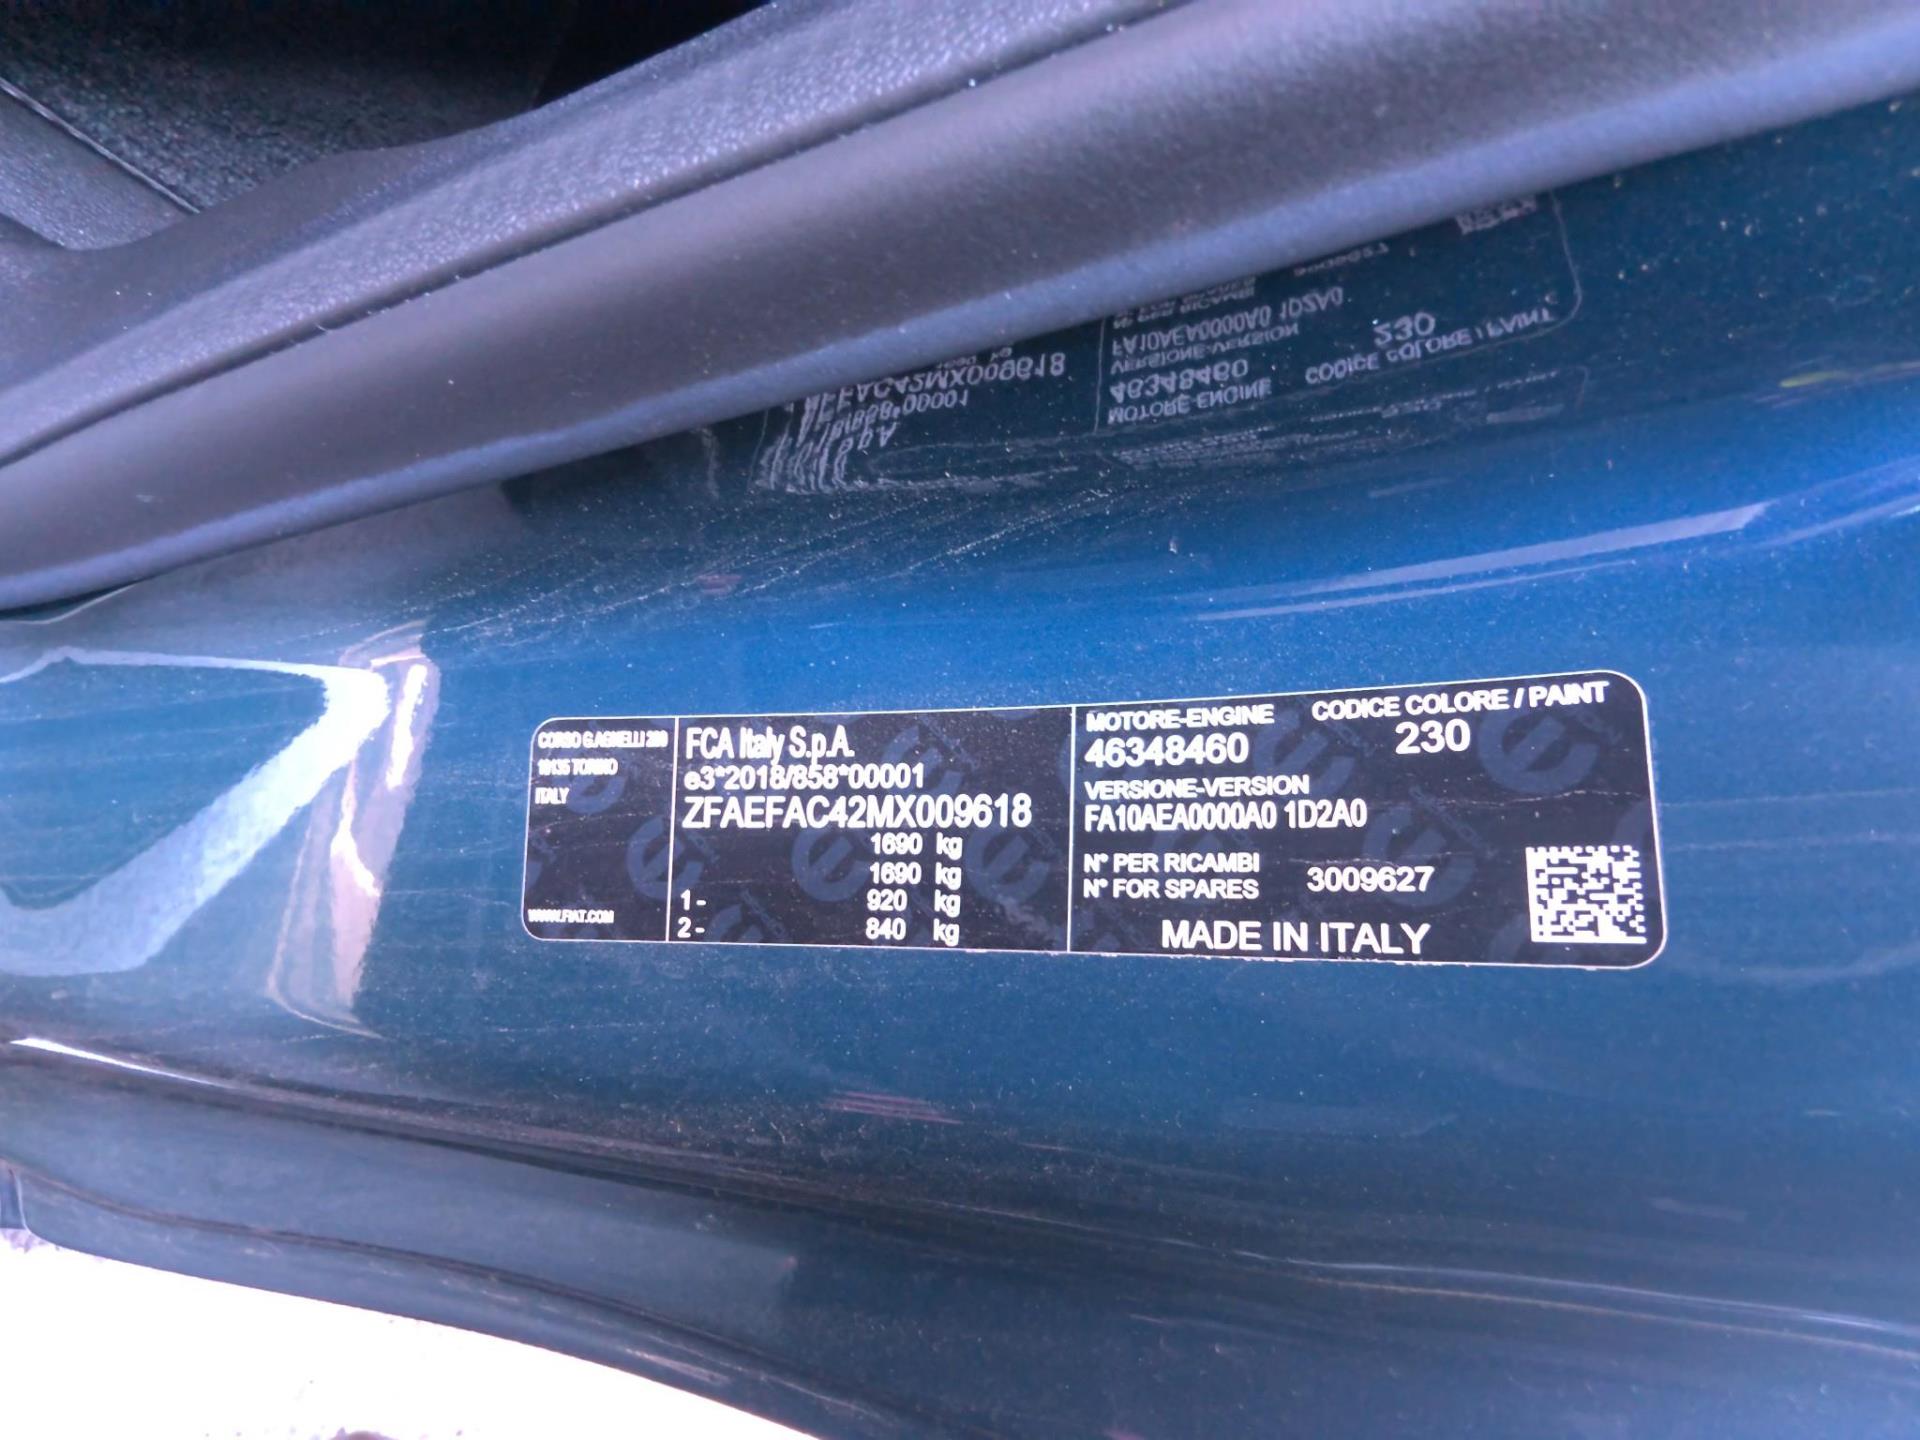 CORSO G.AGNELLI 200
10135 TORINO
ITALY
WWW.FIAT.COM
FCA Italy S.p.A.
e3*2018/858*00001
ZFAEFAC42MX009618
1690 kg
1690 kg
1- 920 kg
2- 840 kg
MOTORE-ENGINE CODICE COLORE / PAINT
46348460 230
VERSIONE-VERSION
FA10AEA0000A0 1D2A0
N° PER RICAMBI
N° FOR SPARES 3009627
MADE IN ITALY